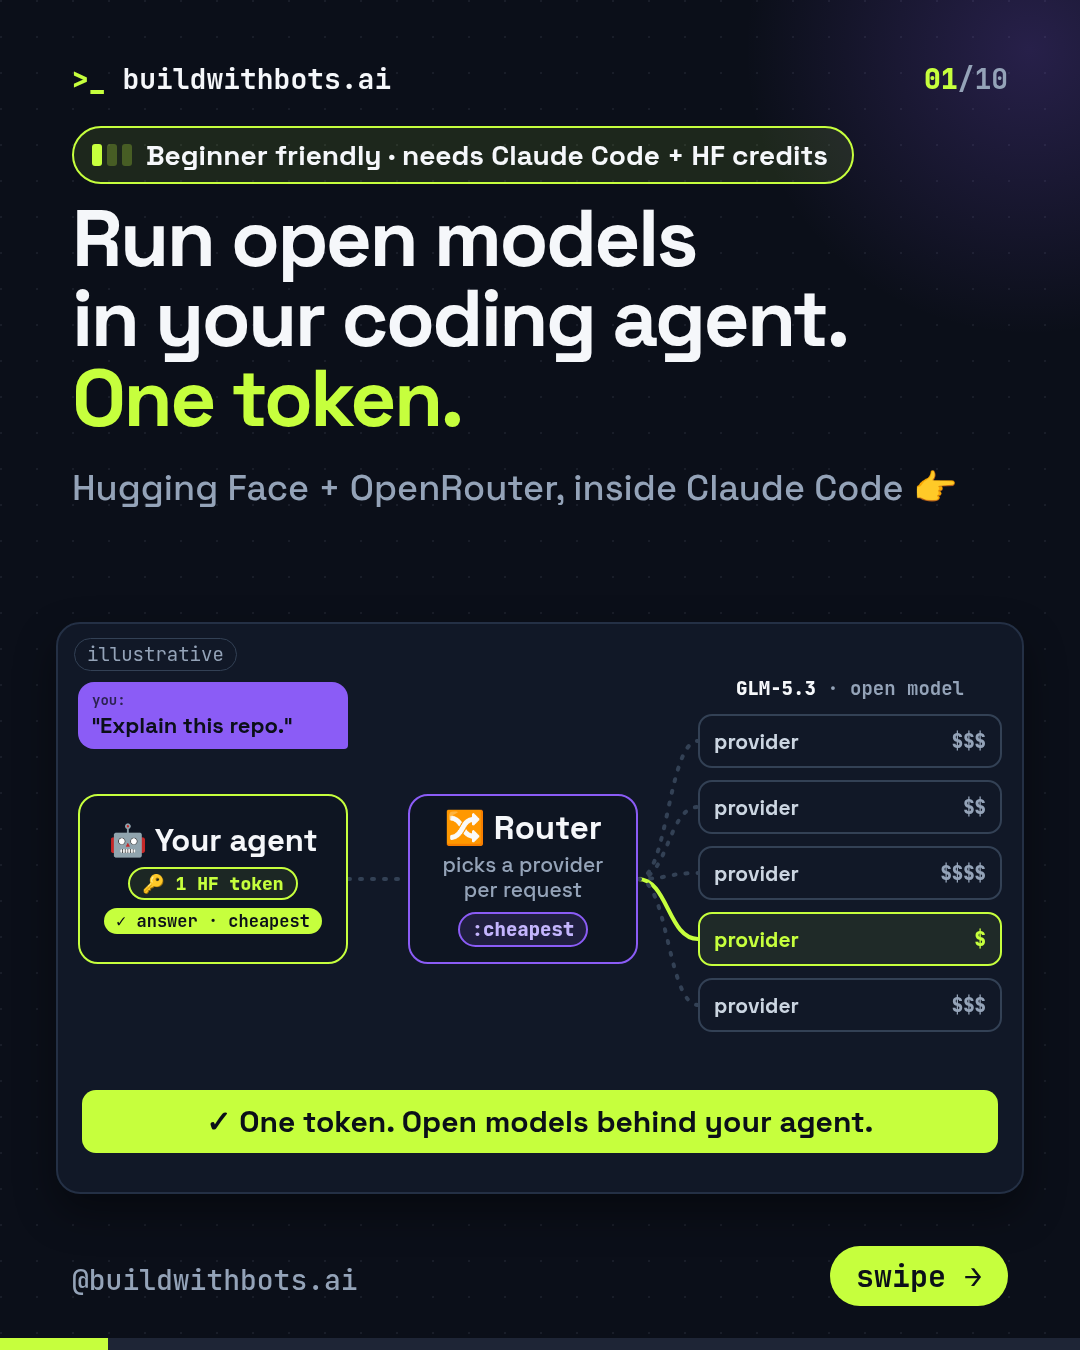 >_ buildwithbots.ai
01/10
Beginner friendly · needs Claude Code + HF credits
Run open models
in your coding agent.
One token.
Hugging Face + OpenRouter, inside Claude Code 👉
illustrative
you:
"Explain this repo."
🤖 Your agent
🔑 1 HF token
✓ answer · cheapest
🔀 Router
picks a provider
per request
:cheapest
GLM-5.3 · open model
provider $$$
provider $$
provider $$$$
provider $
provider $$$
✓ One token. Open models behind your agent.
@buildwithbots.ai
swipe →